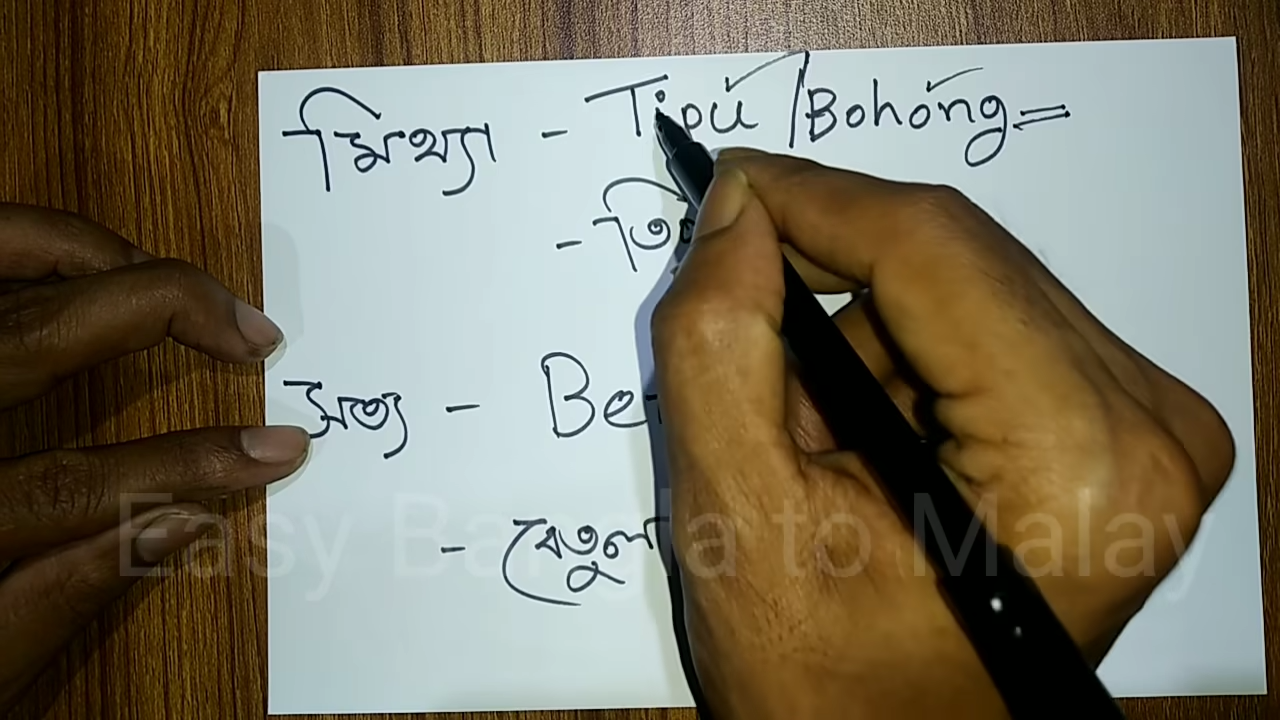 মিথ্যা - Tipu / Bohong =
- তি
সত্য - Be
- বেতুল
Easy Bangla to Malay